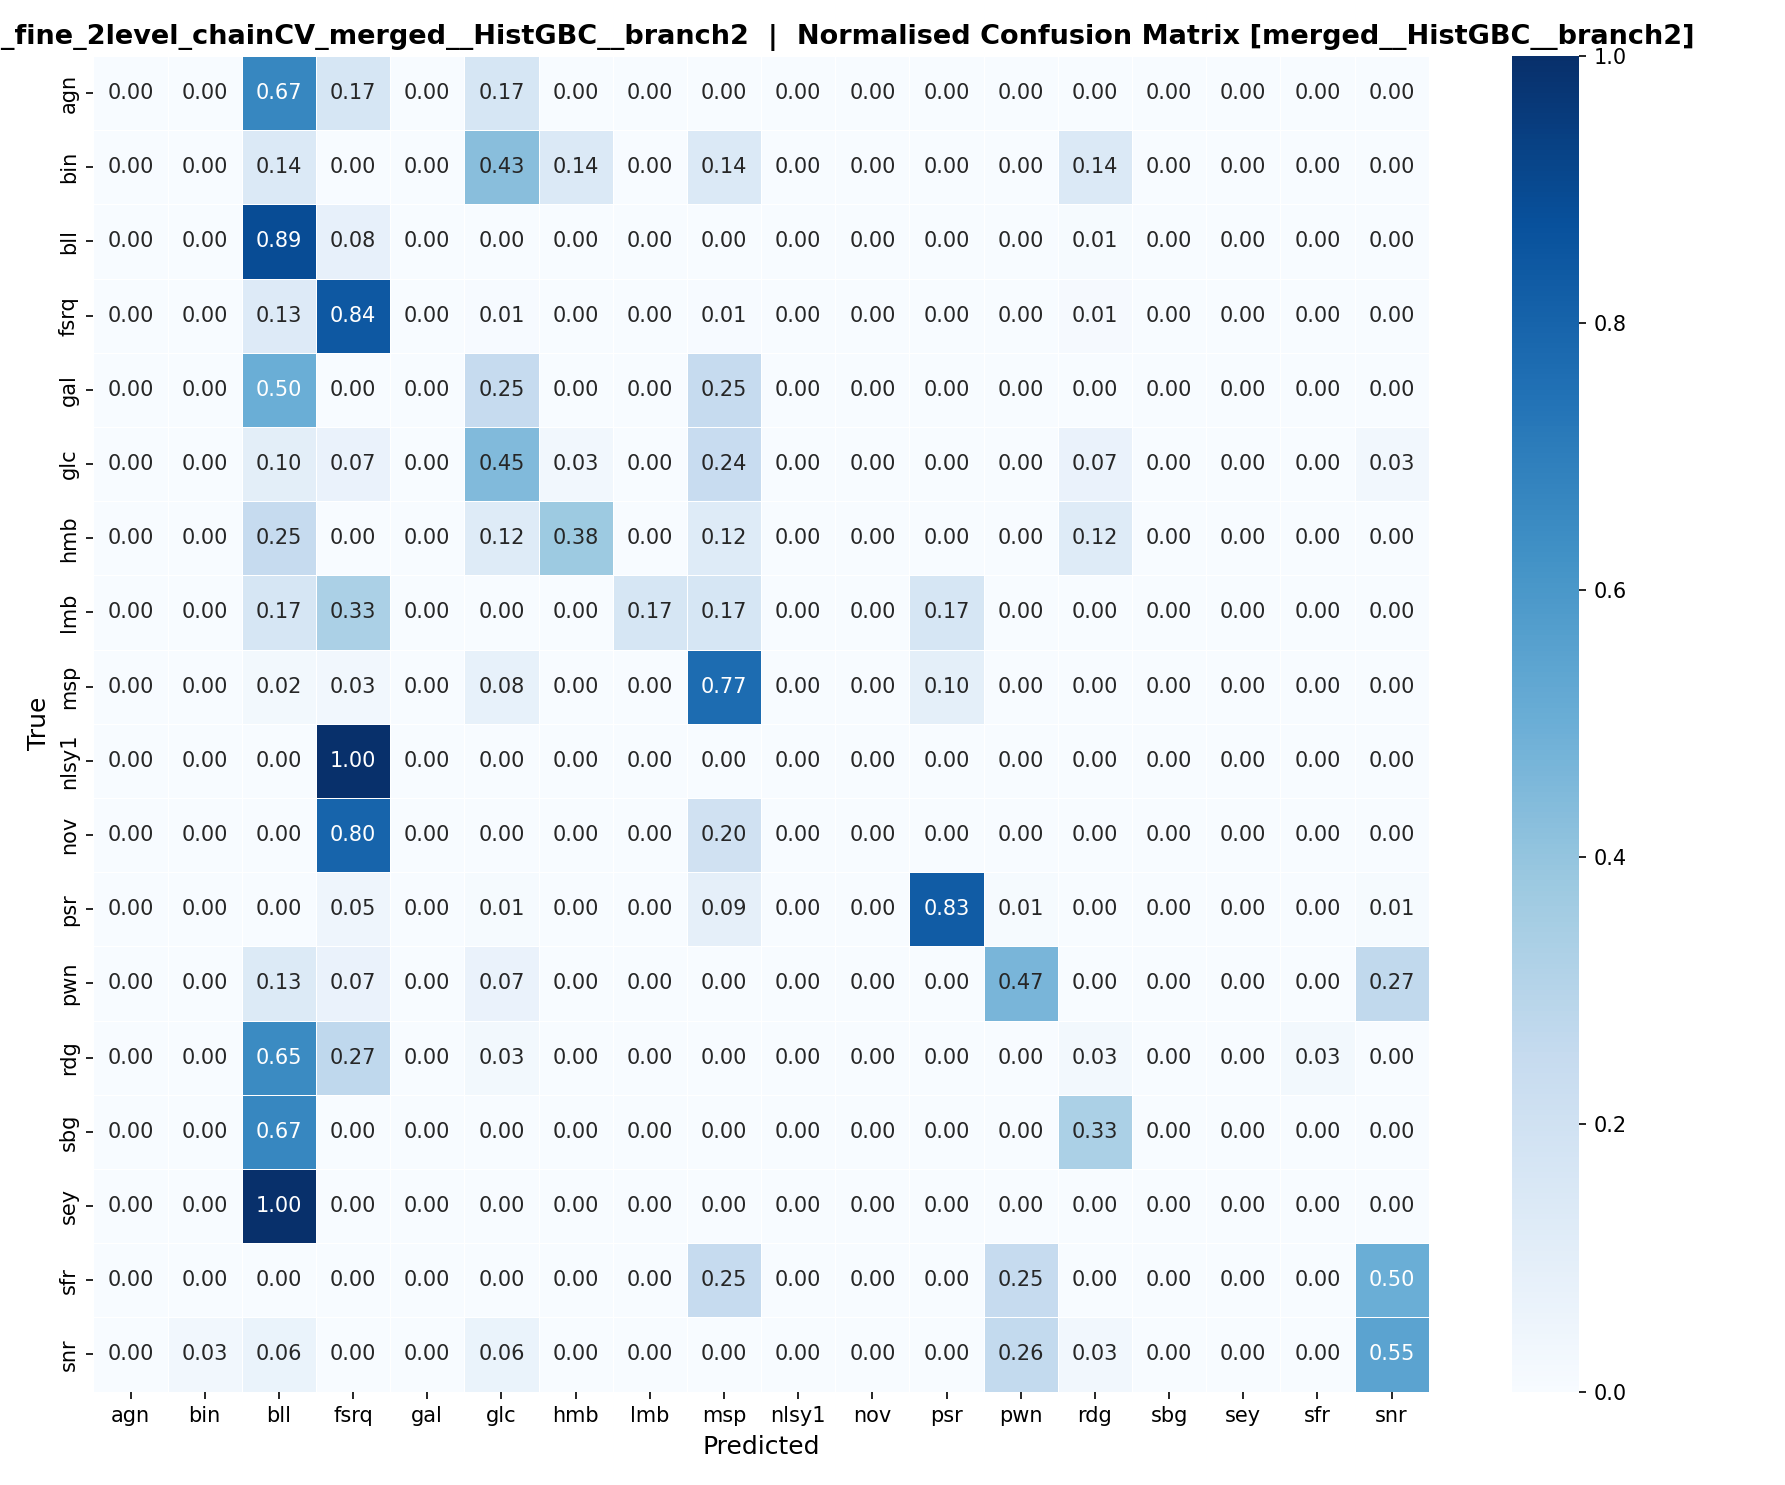 _fine_2level_chainCV_merged__HistGBC__branch2 | Normalised Confusion Matrix [merged__HistGBC__branch2]
agn 0.00 0.00 0.67 0.17 0.00 0.17 0.00 0.00 0.00 0.00 0.00 0.00 0.00 0.00 0.00 0.00 0.00 0.00
bin 0.00 0.00 0.14 0.00 0.00 0.43 0.14 0.00 0.14 0.00 0.00 0.00 0.00 0.14 0.00 0.00 0.00 0.00
bll 0.00 0.00 0.89 0.08 0.00 0.00 0.00 0.00 0.00 0.00 0.00 0.00 0.00 0.01 0.00 0.00 0.00 0.00
fsrq 0.00 0.00 0.13 0.84 0.00 0.01 0.00 0.00 0.01 0.00 0.00 0.00 0.00 0.01 0.00 0.00 0.00 0.00
gal 0.00 0.00 0.50 0.00 0.00 0.25 0.00 0.00 0.25 0.00 0.00 0.00 0.00 0.00 0.00 0.00 0.00 0.00
glc 0.00 0.00 0.10 0.07 0.00 0.45 0.03 0.00 0.24 0.00 0.00 0.00 0.00 0.07 0.00 0.00 0.00 0.03
hmb 0.00 0.00 0.25 0.00 0.00 0.12 0.38 0.00 0.12 0.00 0.00 0.00 0.00 0.12 0.00 0.00 0.00 0.00
lmb 0.00 0.00 0.17 0.33 0.00 0.00 0.00 0.17 0.17 0.00 0.00 0.17 0.00 0.00 0.00 0.00 0.00 0.00
msp 0.00 0.00 0.02 0.03 0.00 0.08 0.00 0.00 0.77 0.00 0.00 0.10 0.00 0.00 0.00 0.00 0.00 0.00
nlsy1 0.00 0.00 0.00 1.00 0.00 0.00 0.00 0.00 0.00 0.00 0.00 0.00 0.00 0.00 0.00 0.00 0.00 0.00
nov 0.00 0.00 0.00 0.80 0.00 0.00 0.00 0.00 0.20 0.00 0.00 0.00 0.00 0.00 0.00 0.00 0.00 0.00
psr 0.00 0.00 0.00 0.05 0.00 0.01 0.00 0.00 0.09 0.00 0.00 0.83 0.01 0.00 0.00 0.00 0.00 0.01
pwn 0.00 0.00 0.13 0.07 0.00 0.07 0.00 0.00 0.00 0.00 0.00 0.00 0.47 0.00 0.00 0.00 0.00 0.27
rdg 0.00 0.00 0.65 0.27 0.00 0.03 0.00 0.00 0.00 0.00 0.00 0.00 0.00 0.03 0.00 0.00 0.03 0.00
sbg 0.00 0.00 0.67 0.00 0.00 0.00 0.00 0.00 0.00 0.00 0.00 0.00 0.00 0.33 0.00 0.00 0.00 0.00
sey 0.00 0.00 1.00 0.00 0.00 0.00 0.00 0.00 0.00 0.00 0.00 0.00 0.00 0.00 0.00 0.00 0.00 0.00
sfr 0.00 0.00 0.00 0.00 0.00 0.00 0.00 0.00 0.25 0.00 0.00 0.00 0.25 0.00 0.00 0.00 0.00 0.50
snr 0.00 0.03 0.06 0.00 0.00 0.06 0.00 0.00 0.00 0.00 0.00 0.00 0.26 0.03 0.00 0.00 0.00 0.55
agn bin bll fsrq gal glc hmb lmb msp nlsy1 nov psr pwn rdg sbg sey sfr snr
Predicted
True
1.0
0.8
0.6
0.4
0.2
0.0